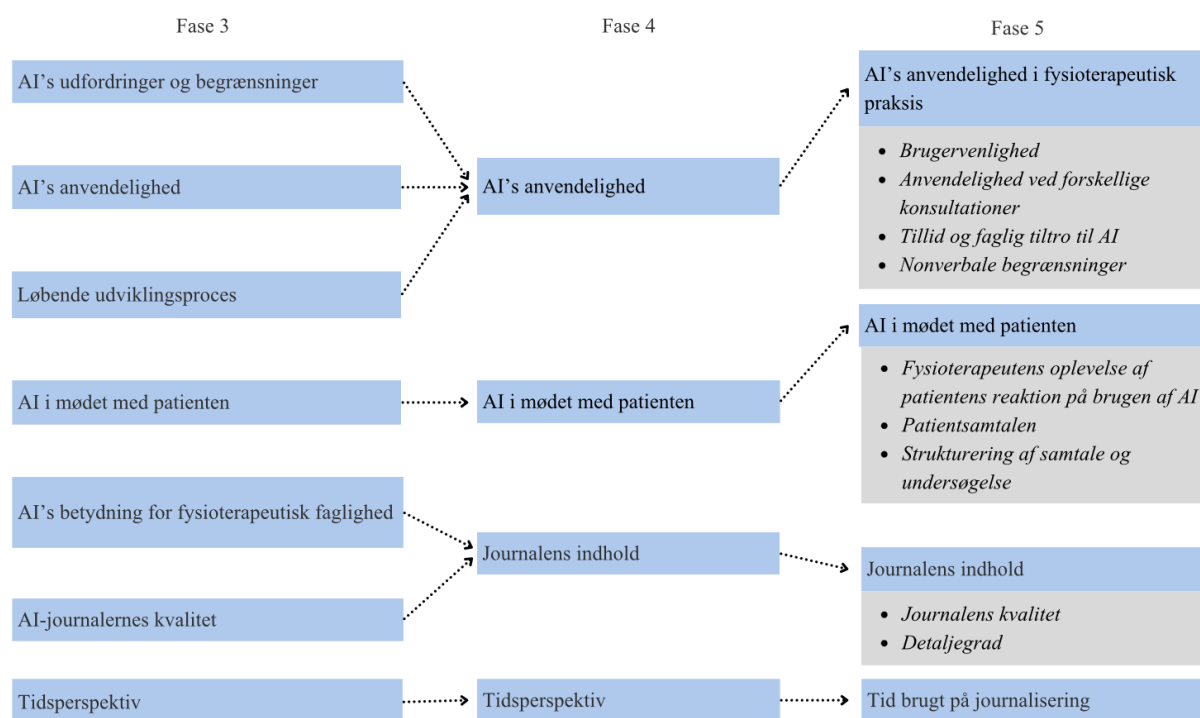 Fase 3
AI's udfordringer og begrænsninger
AI's anvendelighed
Løbende udviklingsproces
AI i mødet med patienten
AI's betydning for fysioterapeutisk faglighed
AI-journalernes kvalitet
Tidsperspektiv
Fase 4
AI's anvendelighed
AI i mødet med patienten
Journalens indhold
Tidsperspektiv
Fase 5
AI's anvendelighed i fysioterapeutisk
praksis
• Brugervenlighed
• Anvendelighed ved forskellige
konsultationer
• Tillid og faglig tiltro til AI
• Nonverbale begrænsninger
AI i mødet med patienten
• Fysioterapeutens oplevelse af
patientens reaktion på brugen af AI
• Patientsamtalen
• Strukturering af samtale og
undersøgelse
Journalens indhold
• Journalens kvalitet
• Detaljegrad
Tid brugt på journalisering